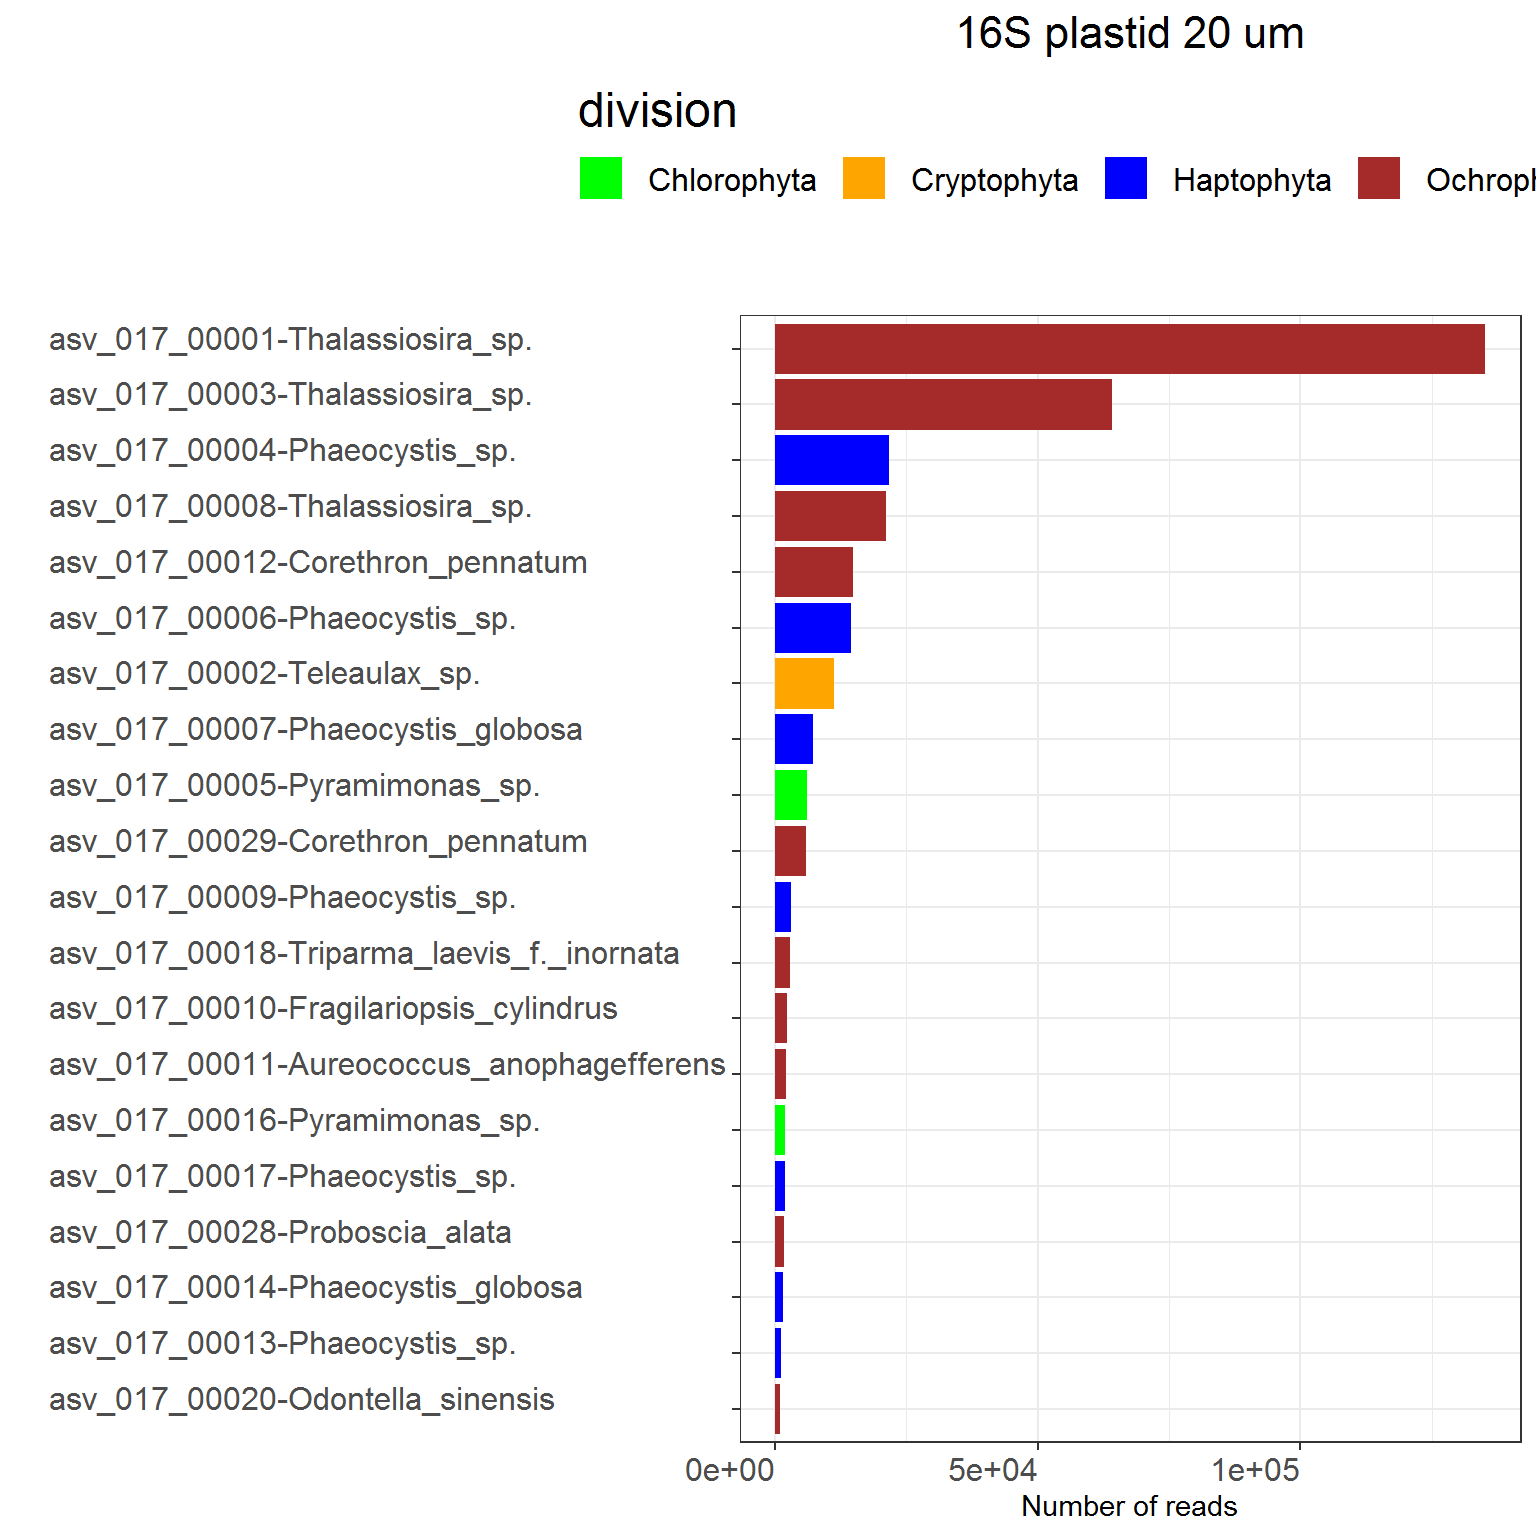 16S plastid 20 um
division
Chlorophyta Cryptophyta Haptophyta Ochroph
asv_017_00001-Thalassiosira_sp.
asv_017_00003-Thalassiosira_sp.
asv_017_00004-Phaeocystis_sp.
asv_017_00008-Thalassiosira_sp.
asv_017_00012-Corethron_pennatum
asv_017_00006-Phaeocystis_sp.
asv_017_00002-Teleaulax_sp.
asv_017_00007-Phaeocystis_globosa
asv_017_00005-Pyramimonas_sp.
asv_017_00029-Corethron_pennatum
asv_017_00009-Phaeocystis_sp.
asv_017_00018-Triparma_laevis_f._inornata
asv_017_00010-Fragilariopsis_cylindrus
asv_017_00011-Aureococcus_anophagefferens
asv_017_00016-Pyramimonas_sp.
asv_017_00017-Phaeocystis_sp.
asv_017_00028-Proboscia_alata
asv_017_00014-Phaeocystis_globosa
asv_017_00013-Phaeocystis_sp.
asv_017_00020-Odontella_sinensis
0e+00 5e+04 1e+05
Number of reads